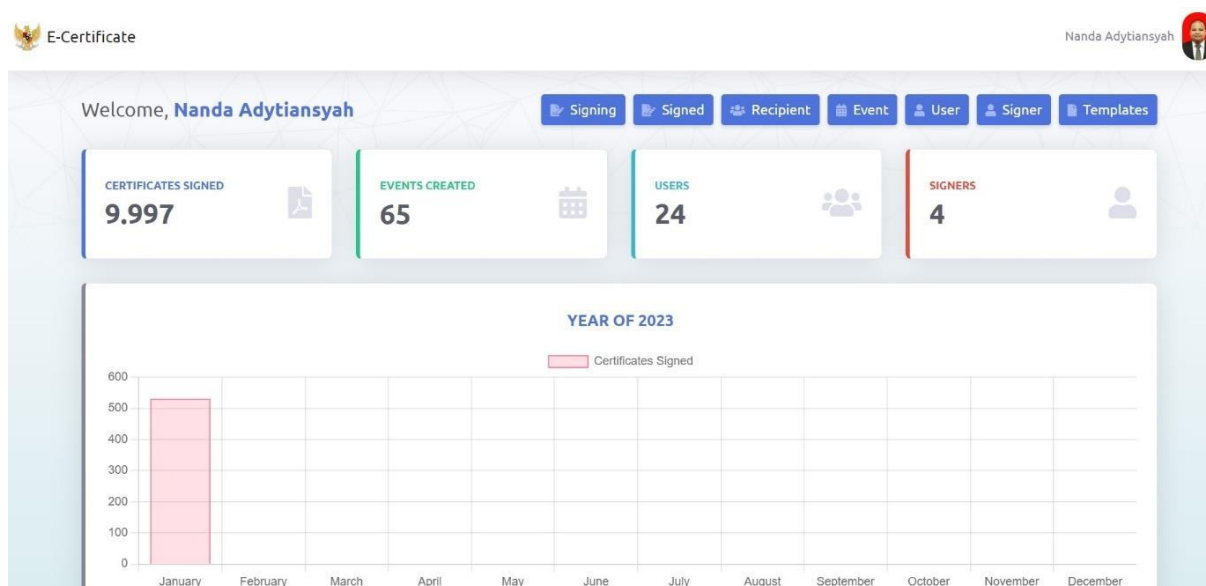 E-Certificate
Nanda Adytiansyah
Welcome, Nanda Adytiansyah
Signing
Signed
Recipient
Event
User
Signer
Templates
CERTIFICATES SIGNED
9.997
EVENTS CREATED
65
USERS
24
SIGNERS
4
YEAR OF 2023
Certificates Signed
600
500
400
300
200
100
0
January February March April May June July August September October November December